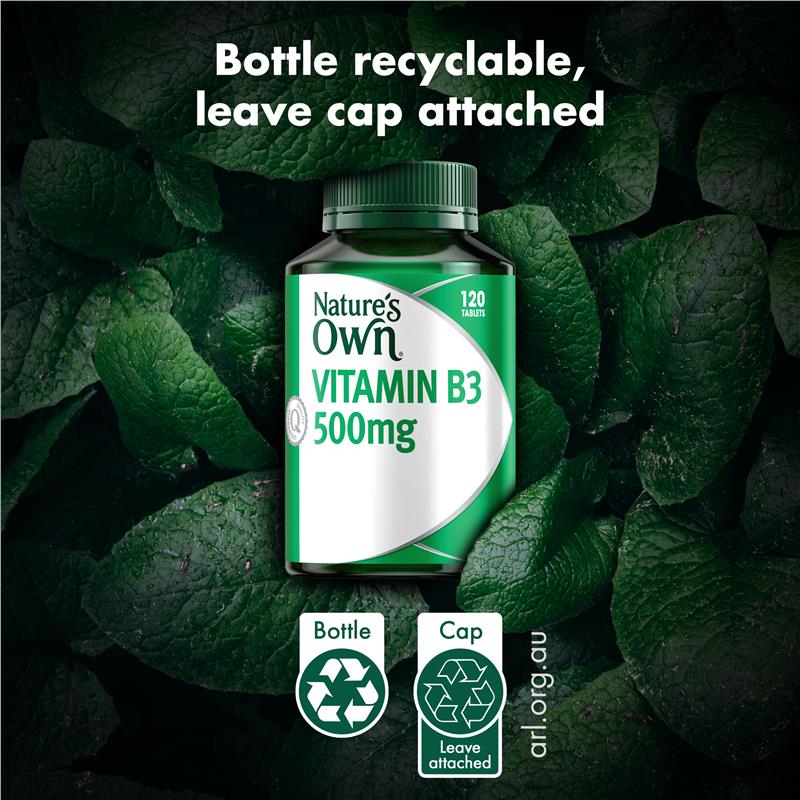 Bottle recyclable,
leave cap attached
Nature's
Own®
120
TABLETS
VITAMIN B3
500mg
Q
Bottle
Cap
Leave
attached
arl.org.au